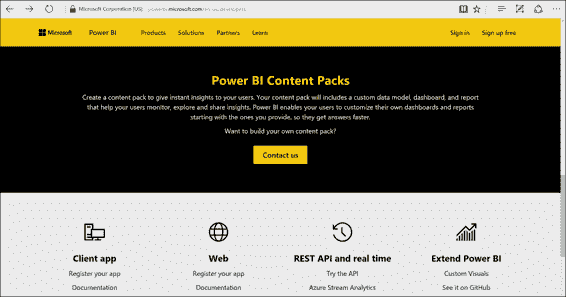 Microsoft Corporation [US] powerbi.microsoft.com
Microsoft Power BI Products Solutions Partners Learn Sign in Sign up free
Power BI Content Packs
Create a content pack to give instant insights to your users. Your content pack will includes a custom data model, dashboard, and report
that help your users monitor, explore and share insights. Power BI enables your users to customize their own dashboards and reports
starting with the ones you provide, so they get answers faster.
Want to build your own content pack?
Contact us
Client app Web REST API and real time Extend Power BI
Register your app Register your app Try the API Custom Visuals
Documentation Documentation Azure Stream Analytics See it on GitHub